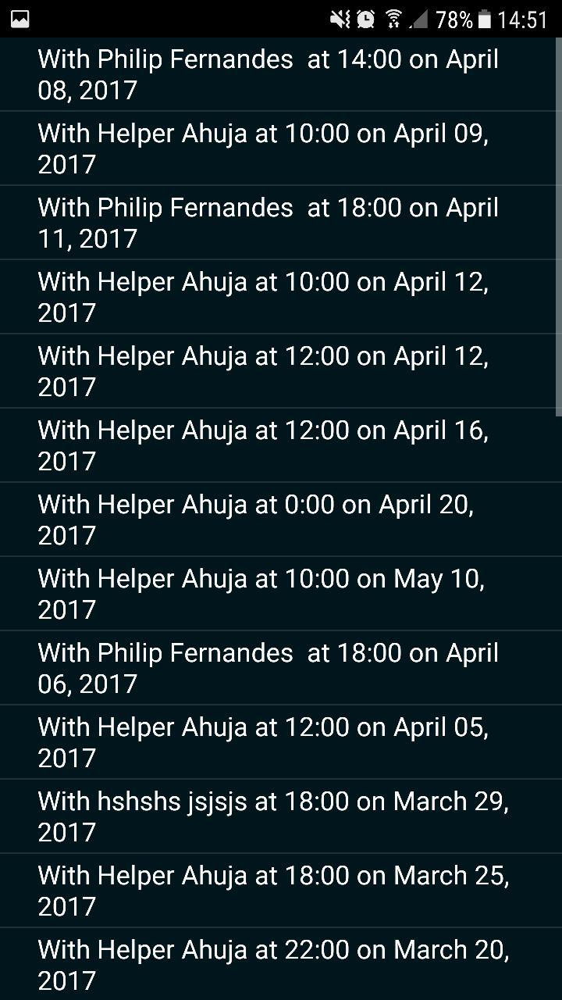 78% 14:51
With Philip Fernandes  at 14:00 on April
08, 2017
With Helper Ahuja at 10:00 on April 09,
2017
With Philip Fernandes  at 18:00 on April
11, 2017
With Helper Ahuja at 10:00 on April 12,
2017
With Helper Ahuja at 12:00 on April 12,
2017
With Helper Ahuja at 12:00 on April 16,
2017
With Helper Ahuja at 0:00 on April 20,
2017
With Helper Ahuja at 10:00 on May 10,
2017
With Philip Fernandes  at 18:00 on April
06, 2017
With Helper Ahuja at 12:00 on April 05,
2017
With hshshs jsjsjs at 18:00 on March 29,
2017
With Helper Ahuja at 18:00 on March 25,
2017
With Helper Ahuja at 22:00 on March 20,
2017